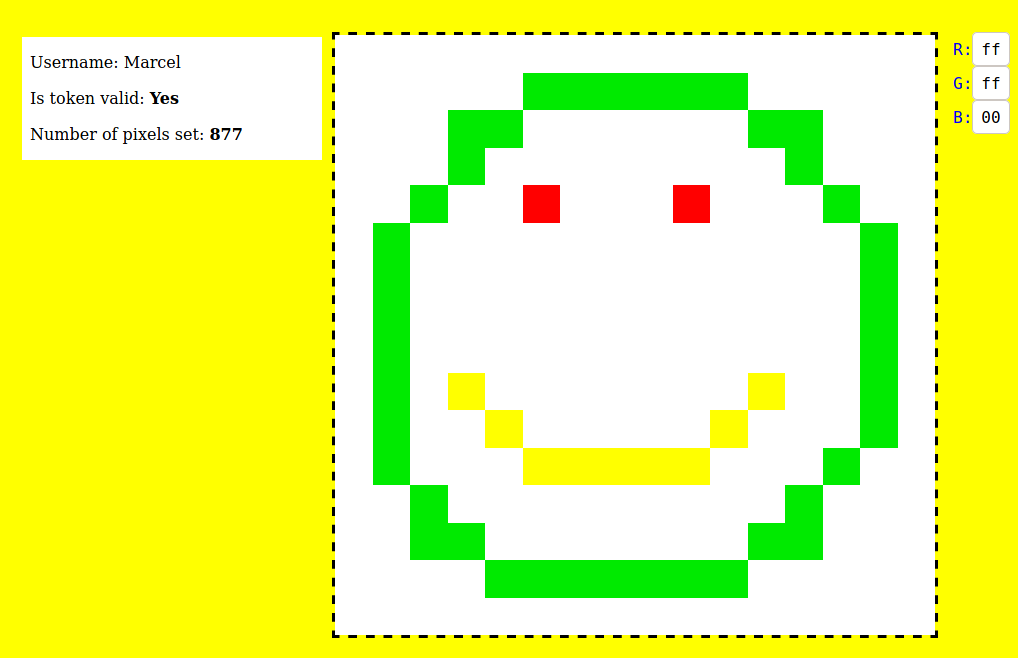 Username: Marcel
Is token valid: Yes
Number of pixels set: 877
R: ff
G: ff
B: 00